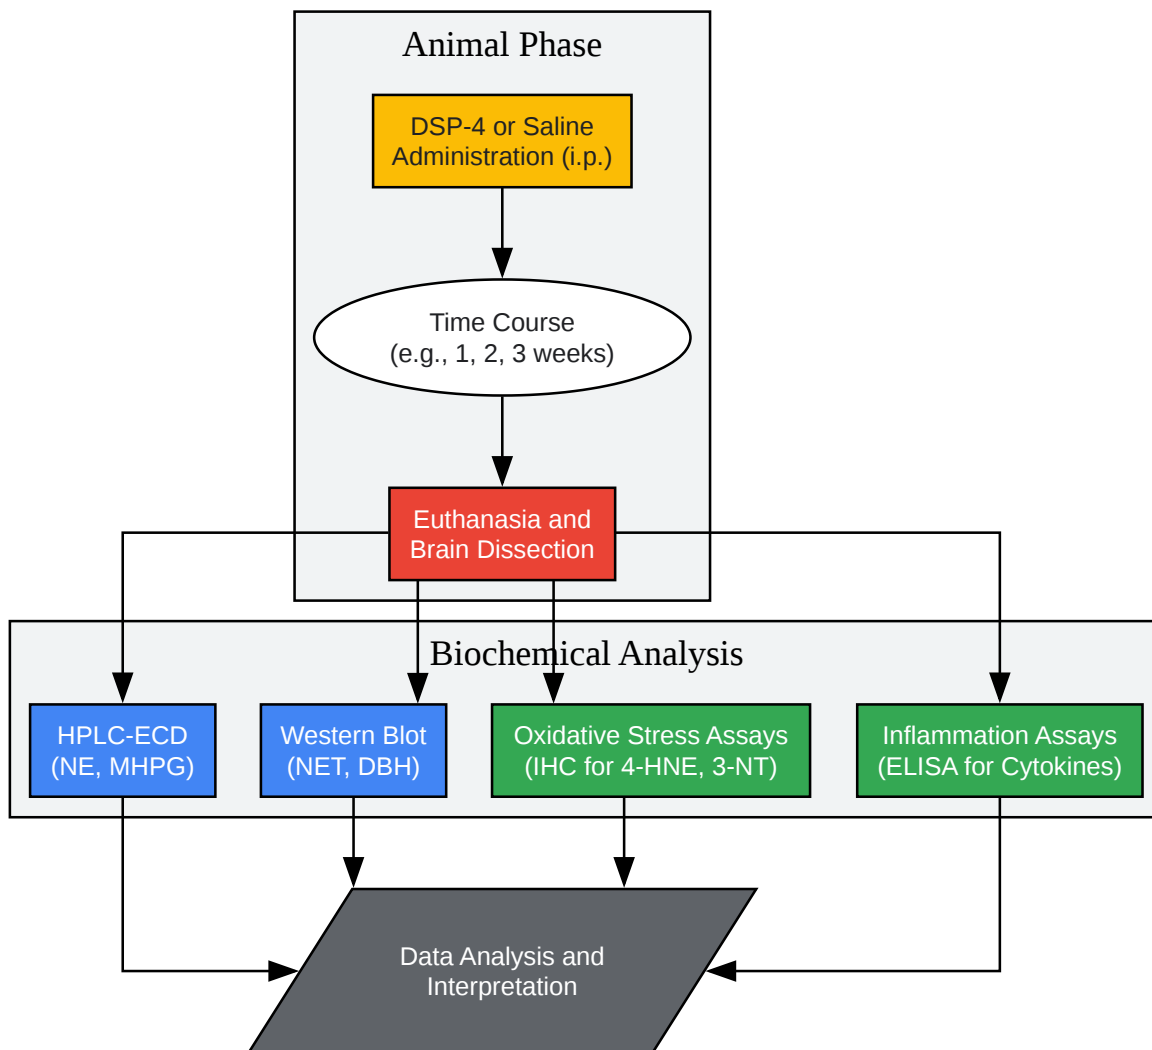 Animal Phase
DSP-4 or Saline
Administration (i.p.)
Time Course
(e.g., 1, 2, 3 weeks)
Euthanasia and
Brain Dissection
Biochemical Analysis
HPLC-ECD
(NE, MHPG)
Western Blot
(NET, DBH)
Oxidative Stress Assays
(IHC for 4-HNE, 3-NT)
Inflammation Assays
(ELISA for Cytokines)
Data Analysis and
Interpretation